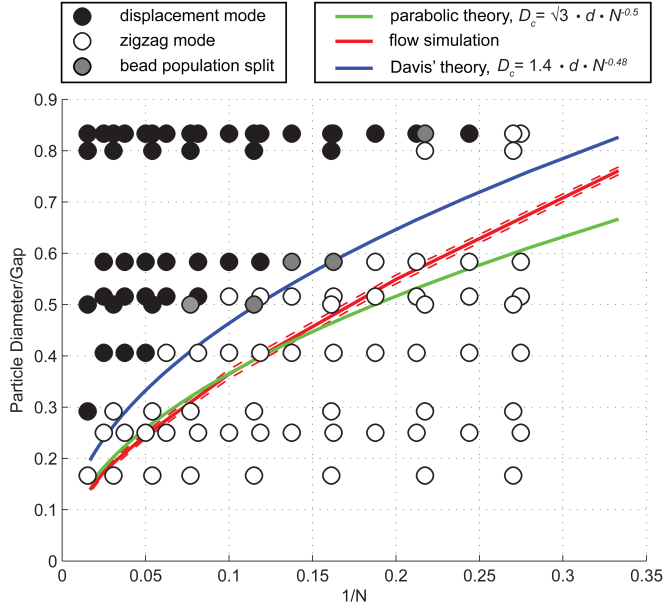 displacement mode
zigzag mode
bead population split
parabolic theory, D_c = √3 • d • N^-0.5
flow simulation
Davis' theory, D_c = 1.4 • d • N^-0.48
0.9
0.8
0.7
0.6
0.5
0.4
0.3
0.2
0.1
0
Particle Diameter/Gap
0 0.05 0.1 0.15 0.2 0.25 0.3 0.35
1/N